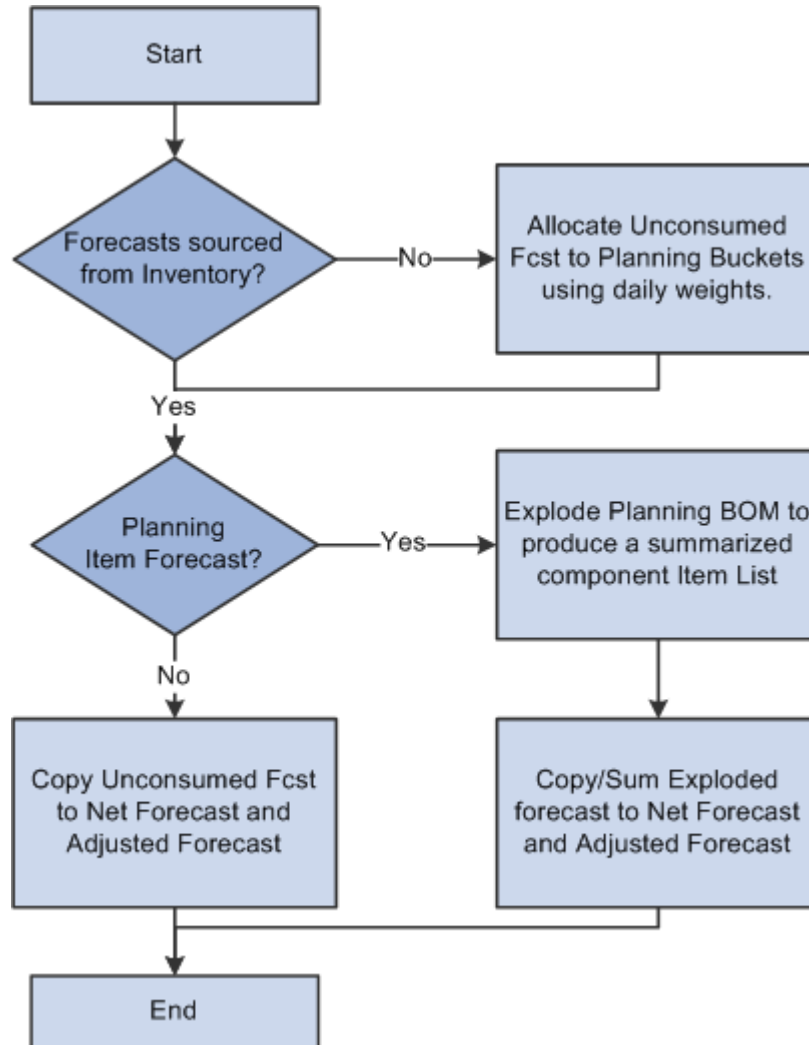 Start
Forecasts sourced
from Inventory?
No
Allocate Unconsumed
Fcst to Planning Buckets
using daily weights.
Yes
Planning
Item Forecast?
Yes
Explode Planning BOM to
produce a summarized
component Item List
No
Copy Unconsumed Fcst
to Net Forecast and
Adjusted Forecast
Copy/Sum Exploded
forecast to Net Forecast
and Adjusted Forecast
End